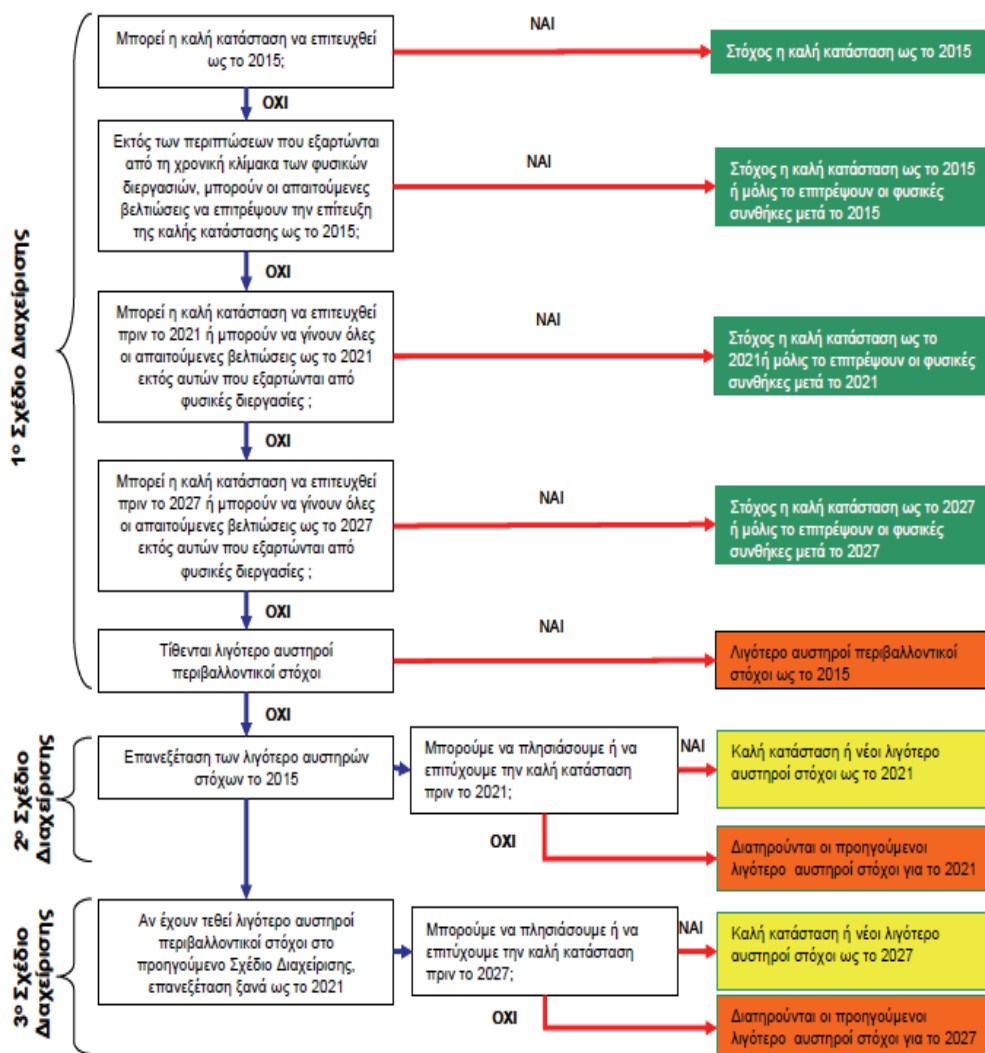 1ο Σχέδιο Διαχείρισης
Μπορεί η καλή κατάσταση να επιτευχθεί
ως το 2015;
ΝΑΙ
Στόχος η καλή κατάσταση ως το 2015
ΟΧΙ
Εκτός των περιπτώσεων που εξαρτώνται
από τη χρονική κλίμακα των φυσικών
διεργασιών, μπορούν οι απαιτούμενες
βελτιώσεις να επιτρέψουν την επίτευξη
της καλής κατάστασης ως το 2015;
ΝΑΙ
Στόχος η καλή κατάσταση ως το 2015
ή μόλις το επιτρέψουν οι φυσικές
συνθήκες μετά το 2015
ΟΧΙ
Μπορεί η καλή κατάσταση να επιτευχθεί
πριν το 2021 ή μπορούν να γίνουν όλες
οι απαιτούμενες βελτιώσεις ως το 2021
εκτός αυτών που εξαρτώνται από
φυσικές διεργασίες ;
ΝΑΙ
Στόχος η καλή κατάσταση ως το
2021ή μόλις το επιτρέψουν οι φυσικές
συνθήκες μετά το 2021
ΟΧΙ
Μπορεί η καλή κατάσταση να επιτευχθεί
πριν το 2027 ή μπορούν να γίνουν όλες
οι απαιτούμενες βελτιώσεις ως το 2027
εκτός αυτών που εξαρτώνται από
φυσικές διεργασίες ;
ΝΑΙ
Στόχος η καλή κατάσταση ως το 2027
ή μόλις το επιτρέψουν οι φυσικές
συνθήκες μετά το 2027
ΟΧΙ
Τίθενται λιγότερο αυστηροί
περιβαλλοντικοί στόχοι
ΝΑΙ
Λιγότερο αυστηροί περιβαλλοντικοί
στόχοι ως το 2015
ΟΧΙ
2ο Σχέδιο
Διαχείρισης
Επανεξέταση των λιγότερο αυστηρών
στόχων το 2015
Μπορούμε να πλησιάσουμε ή να
επιτύχουμε την καλή κατάσταση
πριν το 2021;
ΝΑΙ
Καλή κατάσταση ή νέοι λιγότερο
αυστηροί στόχοι ως το 2021
ΟΧΙ
Διατηρούνται οι προηγούμενοι
λιγότερο αυστηροί στόχοι για το 2021
3ο Σχέδιο
Διαχείρισης
Αν έχουν τεθεί λιγότερο αυστηροί
περιβαλλοντικοί στόχοι στο
προηγούμενο Σχέδιο Διαχείρισης,
επανεξέταση ξανά ως το 2021
Μπορούμε να πλησιάσουμε ή να
επιτύχουμε την καλή κατάσταση
πριν το 2027;
ΝΑΙ
Καλή κατάσταση ή νέοι λιγότερο
αυστηροί στόχοι ως το 2027
ΟΧΙ
Διατηρούνται οι προηγούμενοι
λιγότερο αυστηροί στόχοι για το 2027